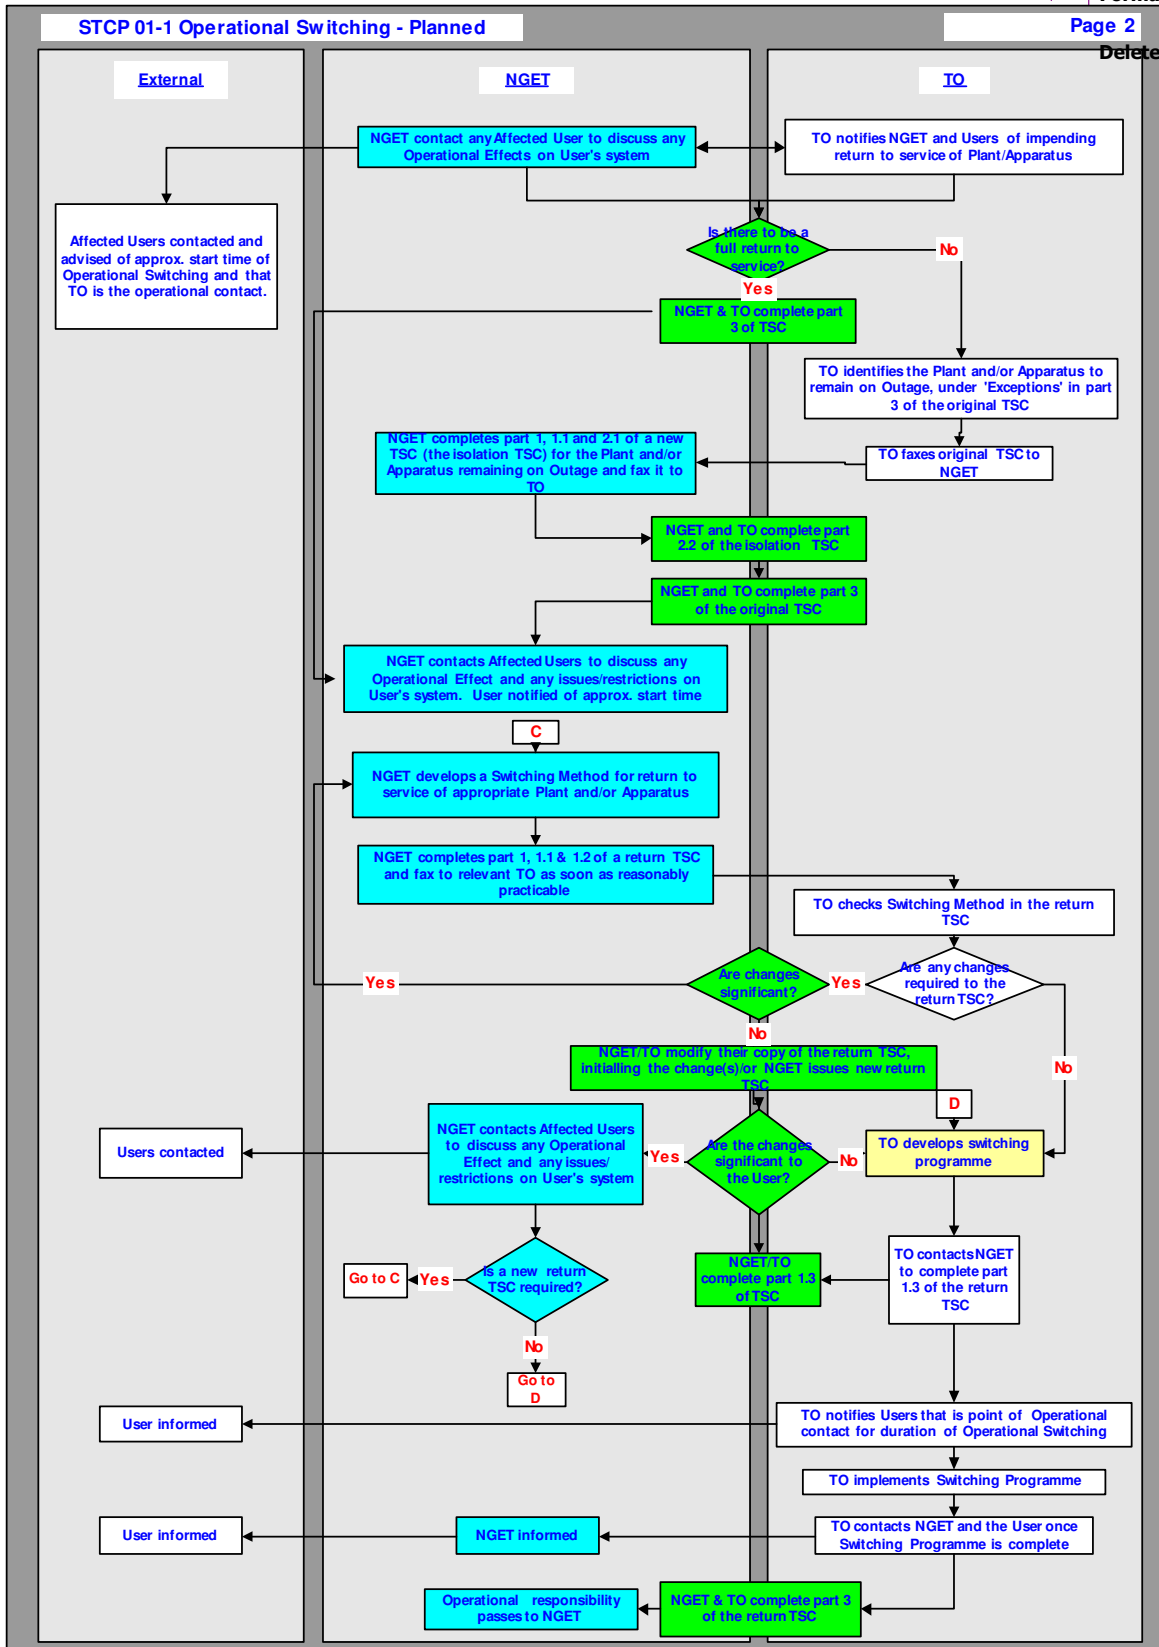 STCP 01-1 Operational Switching - Planned
Page 2
Delete
External
NGET
TO
NGET contact any Affected User to discuss any
Operational Effects on User's system
TO notifies NGET and Users of impending
return to service of Plant/Apparatus
Affected Users contacted and
advised of approx. start time of
Operational Switching and that
TO is the operational contact.
Is there to be a
full return to
service?
No
Yes
NGET & TO complete part
3 of TSC
TO identifies the Plant and/or Apparatus to
remain on Outage, under 'Exceptions' in part
3 of the original TSC
NGET completes part 1, 1.1 and 2.1 of a new
TSC (the isolation TSC) for the Plant and/or
Apparatus remaining on Outage and fax it to
TO
TO faxes original TSC to
NGET
NGET and TO complete part
2.2 of the isolation TSC
NGET and TO complete part 3
of the original TSC
NGET contacts Affected Users to discuss any
Operational Effect and any issues/restrictions on
User's system. User notified of approx. start time
C
NGET develops a Switching Method for return to
service of appropriate Plant and/or Apparatus
NGET completes part 1, 1.1 & 1.2 of a return TSC
and fax to relevant TO as soon as reasonably
practicable
TO checks Switching Method in the return
TSC
Yes
Are changes
significant?
Yes
Are any changes
required to the
return TSC?
No
NGET/TO modify their copy of the return TSC,
initialling the change(s)/or NGET issues new return
TSC
No
D
Users contacted
NGET contacts Affected Users
to discuss any Operational
Effect and any issues/
restrictions on User's system
Yes
Are the changes
significant to
the User?
No
TO develops switching
programme
Go to C
Yes
Is a new return
TSC required?
NGET/TO
complete part 1.3
of TSC
TO contacts NGET
to complete part
1.3 of the return
TSC
No
Go to
D
User informed
TO notifies Users that is point of Operational
contact for duration of Operational Switching
TO implements Switching Programme
User informed
NGET informed
TO contacts NGET and the User once
Switching Programme is complete
Operational responsibility
passes to NGET
NGET & TO complete part 3
of the return TSC